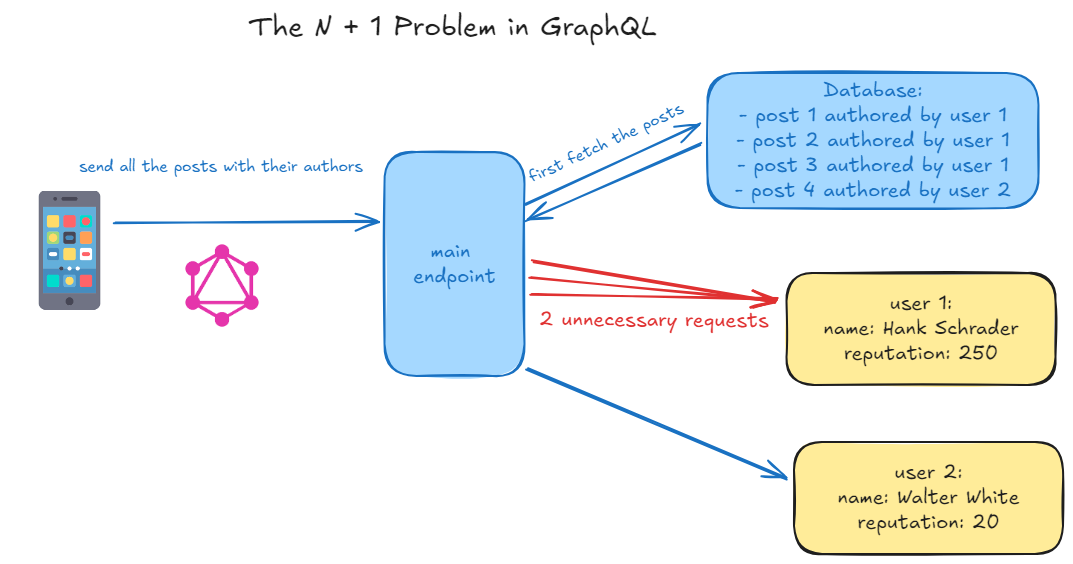 The N + 1 Problem in GraphQL
send all the posts with their authors
main
endpoint
first fetch the posts
Database:
- post 1 authored by user 1
- post 2 authored by user 1
- post 3 authored by user 1
- post 4 authored by user 2
2 unnecessary requests
user 1:
name: Hank Schrader
reputation: 250
user 2:
name: Walter White
reputation: 20